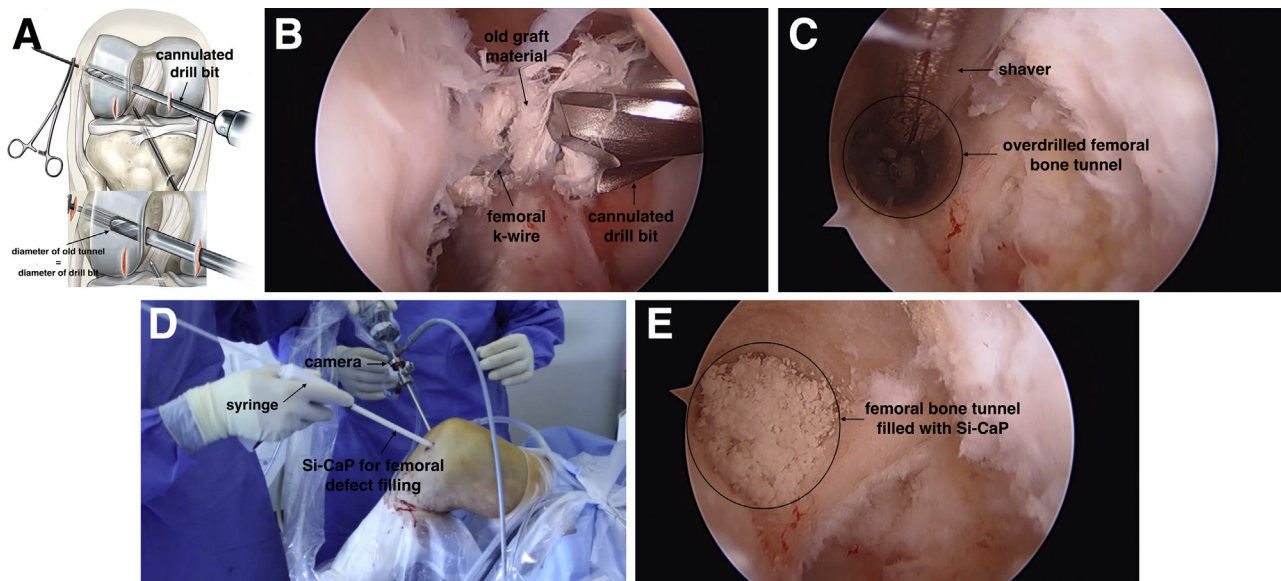 A
cannulated
drill bit
diameter of old tunnel
=
diameter of drill bit
B
old graft
material
femoral
k-wire
cannulated
drill bit
C
shaver
overdrilled femoral
bone tunnel
D
camera
syringe
Si-CaP for femoral
defect filling
E
femoral bone tunnel
filled with Si-CaP